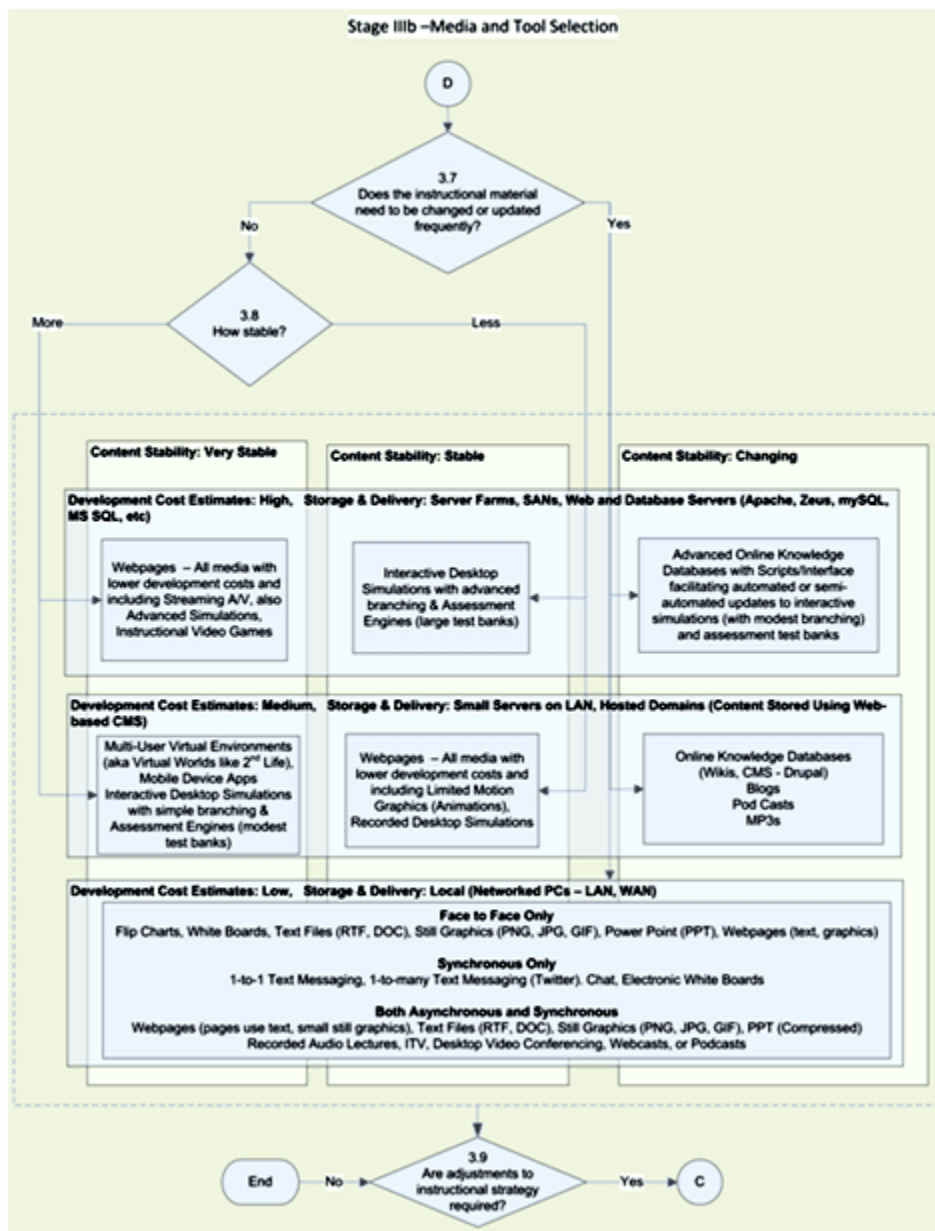 Stage IIIb –Media and Tool Selection
D
3.7
Does the instructional material
need to be changed or updated
frequently?
No
Yes
3.8
How stable?
More
Less
Content Stability: Very Stable
Content Stability: Stable
Content Stability: Changing
Development Cost Estimates: High, Storage & Delivery: Server Farms, SANs, Web and Database Servers (Apache, Zeus, mySQL,
MS SQL, etc)
Webpages – All media with
lower development costs and
including Streaming A/V, also
Advanced Simulations,
Instructional Video Games
Interactive Desktop
Simulations with advanced
branching & Assessment
Engines (large test banks)
Advanced Online Knowledge
Databases with Scripts/Interface
facilitating automated or semi-
automated updates to interactive
simulations (with modest branching)
and assessment test banks
Development Cost Estimates: Medium, Storage & Delivery: Small Servers on LAN, Hosted Domains (Content Stored Using Web-
based CMS)
Multi-User Virtual Environments
(aka Virtual Worlds like 2nd Life),
Mobile Device Apps
Interactive Desktop Simulations
with simple branching &
Assessment Engines (modest
test banks)
Webpages – All media with
lower development costs and
including Limited Motion
Graphics (Animations),
Recorded Desktop Simulations
Online Knowledge Databases
(Wikis, CMS - Drupal)
Blogs
Pod Casts
MP3s
Development Cost Estimates: Low, Storage & Delivery: Local (Networked PCs – LAN, WAN)
Face to Face Only
Flip Charts, White Boards, Text Files (RTF, DOC), Still Graphics (PNG, JPG, GIF), Power Point (PPT), Webpages (text, graphics)
Synchronous Only
1-to-1 Text Messaging, 1-to-many Text Messaging (Twitter). Chat, Electronic White Boards
Both Asynchronous and Synchronous
Webpages (pages use text, small still graphics), Text Files (RTF, DOC), Still Graphics (PNG, JPG, GIF), PPT (Compressed)
Recorded Audio Lectures, ITV, Desktop Video Conferencing, Webcasts, or Podcasts
3.9
Are adjustments to
instructional strategy
required?
End
No
Yes
C